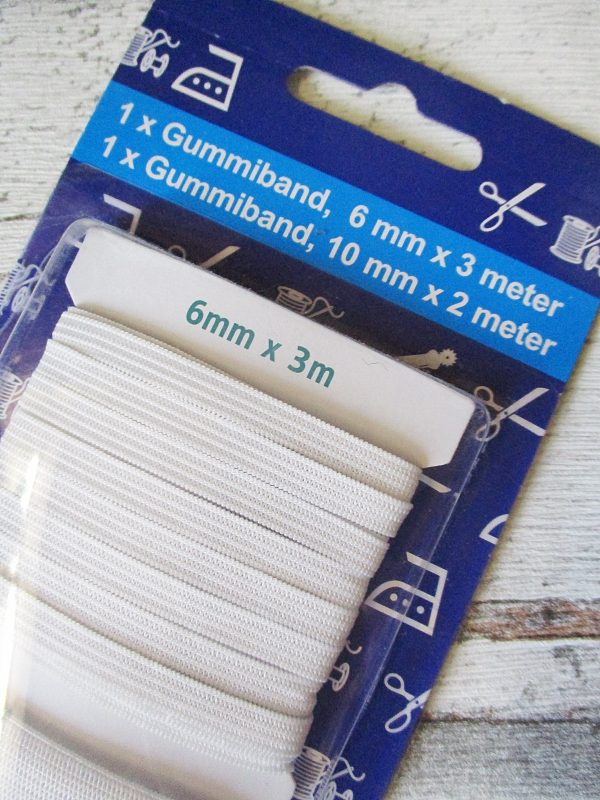 1 x Gummiband, 6 mm x 3 meter
1 x Gummiband, 10 mm x 2 meter
6mm x 3m